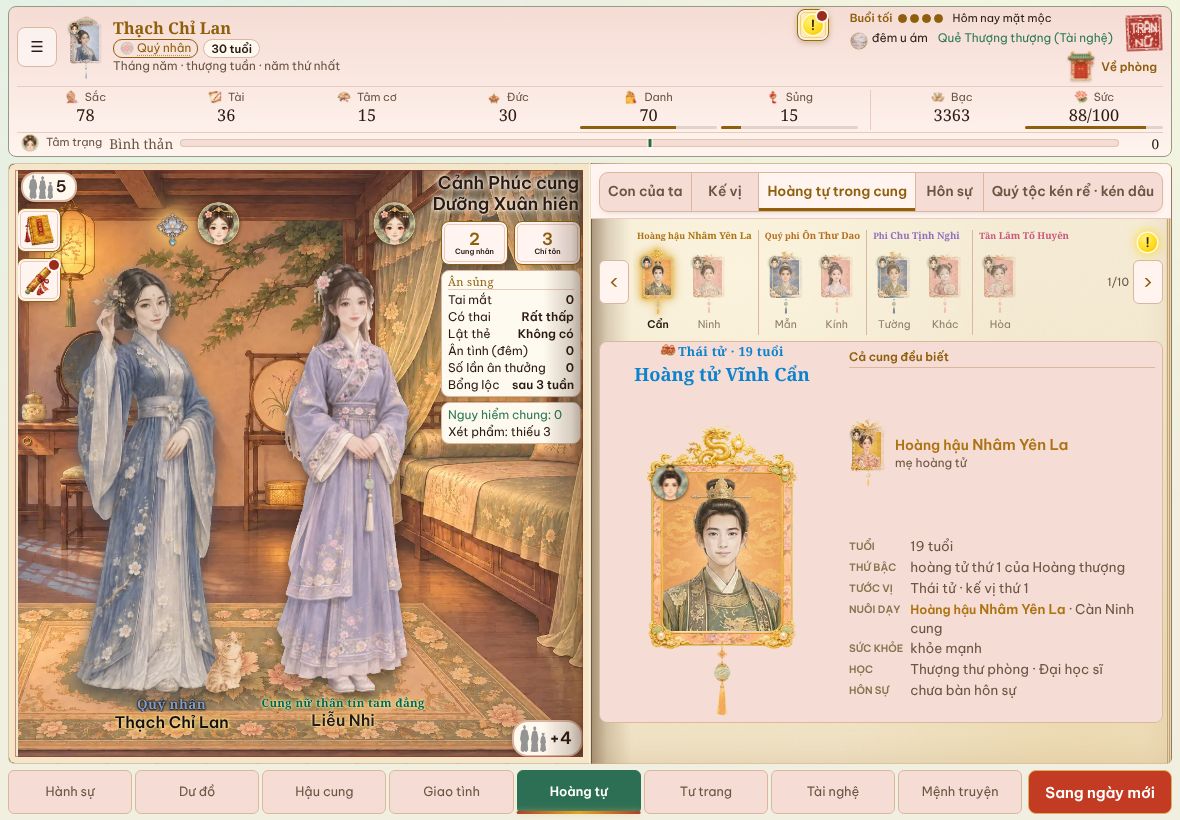 ☰
Thạch Chỉ Lan
Quý nhân 30 tuổi
Tháng năm · thượng tuần · năm thứ nhất
!
Buổi tối Hôm nay mặt mộc
đêm u ám Quẻ Thượng thượng (Tài nghệ)
TRÂM NỮ
Về phòng
Sắc Tài Tâm cơ Đức Danh Sủng Bạc Sức
78 36 15 30 70 15 3363 88/100
Tâm trạng Bình thản 0
5
Cảnh Phúc cung
Dưỡng Xuân hiên
2 3
Cung nhân Chí tôn
Ân sủng
Tai mắt 0
Có thai Rất thấp
Lật thẻ Không có
Ân tình (đêm) 0
Số lần ân thưởng 0
Bổng lộc sau 3 tuần
Nguy hiểm chung: 0
Xét phẩm: thiếu 3
Quý nhân
Thạch Chỉ Lan
Cung nữ thân tín tam đẳng
Liễu Nhi
+4
Con của ta Kế vị Hoàng tự trong cung Hôn sự Quý tộc kén rể · kén dâu
Hoàng hậu Nhâm Yên La Quý phi Ôn Thư Dao Phi Chu Tịnh Nghi Tần Lâm Tố Huyên
!
‹ 1/10 ›
Cẩn Ninh Mẫn Kính Tường Khác Hòa
Thái tử · 19 tuổi
Hoàng tử Vĩnh Cẩn
Cả cung đều biết
Hoàng hậu Nhâm Yên La
mẹ hoàng tử
TUỔI 19 tuổi
THỨ BẬC hoàng tử thứ 1 của Hoàng thượng
TƯỚC VỊ Thái tử · kế vị thứ 1
NUÔI DẠY Hoàng hậu Nhâm Yên La · Càn Ninh
cung
SỨC KHỎE khỏe mạnh
HỌC Thượng thư phòng · Đại học sĩ
HÔN SỰ chưa bàn hôn sự
Hành sự Dư đồ Hậu cung Giao tình Hoàng tự Tư trang Tài nghệ Mệnh truyện Sang ngày mới